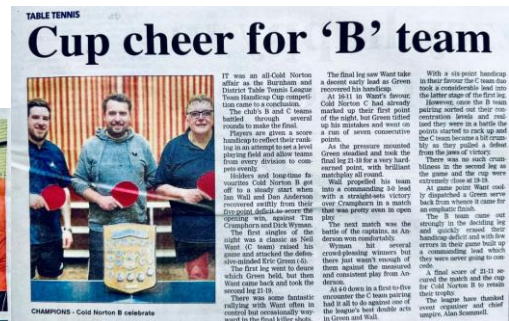 TABLE TENNIS
Cup cheer for ‘B’ team
CHAMPIONS - Cold Norton B celebrate
IT was an all-Cold Norton
affair as the Burnham and
District Table Tennis League
Team Handicap Cup competi-
tion came to a conclusion.
The club's B and C teams
battled through several
rounds to make the final.
Players are given a score
handicap to reflect their rank-
ing in an attempt to set a level
playing field and allow teams
from every division to com-
pete evenly.
Holders and long-time fa-
vourites Cold Norton B got
off to a steady start when
Ian Wall and Dan Anderson
recovered swiftly from their
five-point deficit to score the
opening win, against Tim
Cramphorn and Dick Wyman.
The first singles of the
night was a classic as Neil
Want (C team) raised his
game and attacked the defen-
sive-minded Eric Green (-5).
The first leg went to deuce
which Green held, but then
Want came back and took the
second leg 21-19.
There was some fantastic
rallying with Want often in
control but occasionally way-
ward in the final killer shots.
The final leg saw Want take
a decent early lead as Green
recovered his handicap.
At 16-11 in Want's favour,
Cold Norton C had already
marked up their first point
of the night, but Green tidied
up his mistakes and went on
a run of seven consecutive
points.
As the pressure mounted
Green steadied and took the
final leg 21-18 for a very hard-
earned point, with brilliant
matchplay all round.
Wall propelled his team
into a commanding 3-0 lead
with a straight-sets victory
over Cramphorn in a match
that was pretty even in open
play.
The next match was the
battle of the captains, as An-
derson won comfortably.
Wyman hit several
crowd-pleasing winners but
there just wasn't enough of
them against the measured
and consistent play from An-
derson.
At 4-0 down in a first-to-five
encounter the C team pairing
had it all to do against one of
the league's best double acts
in Green and Wall.
With a six-point handicap
in their favour the C team duo
took a considerable lead into
the latter stage of the first leg.
However, once the B team
pairing sorted out their con-
centration levels and real-
ised they were in a battle the
points started to rack up and
the C team became a bit crum-
bly as they pulled a defeat
from the jaws of victory.
There was no such crum-
bliness in the second leg as
the game and the cup were
extremely close at 19-19.
At game point Want cool-
ly dispatched a Green serve
back from whence it came for
an emphatic finish.
The B team came out
strongly in the deciding leg
and quickly erased their
handicap deficit and with few
errors in their game built up
a commanding lead which
they were never going to con-
cede.
A final score of 21-11 se-
cured the match and the cup
for Cold Norton B to retain
their trophy.
The league have thanked
event organiser and chief
umpire, Alan Scammell.